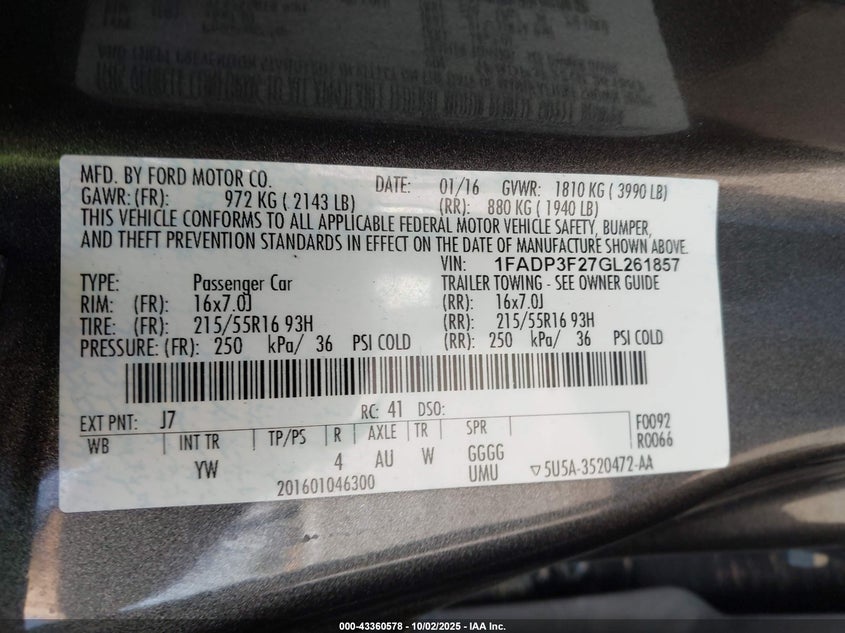 MFD. BY FORD MOTOR CO. DATE: 01/16 GVWR: 1810 KG ( 3990 LB)
GAWR: (FR): 972 KG ( 2143 LB) (RR): 880 KG ( 1940 LB)
THIS VEHICLE CONFORMS TO ALL APPLICABLE FEDERAL MOTOR VEHICLE SAFETY, BUMPER,
AND THEFT PREVENTION STANDARDS IN EFFECT ON THE DATE OF MANUFACTURE SHOWN ABOVE.
VIN: 1FADP3F27GL261857
TYPE: Passenger Car TRAILER TOWING - SEE OWNER GUIDE
RIM: (FR): 16x7.0J (RR): 16x7.0J
TIRE: (FR): 215/55R16 93H (RR): 215/55R16 93H
PRESSURE: (FR): 250 kPa/ 36 PSI COLD (RR): 250 kPa/ 36 PSI COLD
EXT PNT: J7 RC: 41 DSO: F0092
WB INT TR TP/PS R AXLE TR SPR R0066
YW 4 AU W GGGG
201601046300 UMU ▽5U5A-3520472-AA
000-43360578 - 10/02/2025 - IAA Inc.